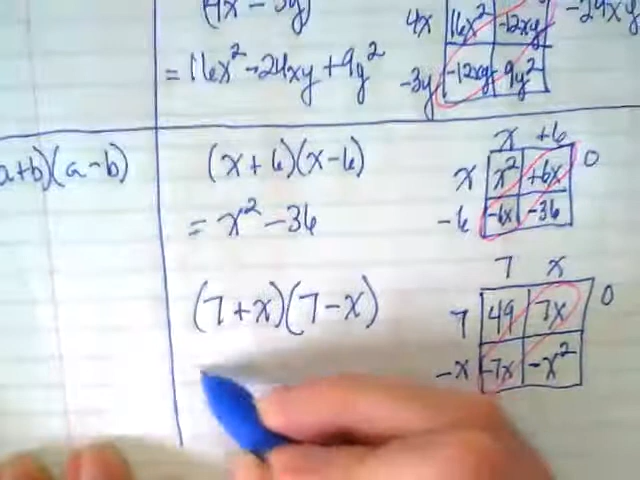 (4x - 3y)
4x 16x² -12xy -24xy
= 16x² - 24xy + 9y² -3y -12xy 9y²
x +6
a+b)(a-b) (x+6)(x-6) x x² +6x 0
= x² - 36 -6 -6x -36
7 x
(7+x)(7-x) 7 49 7x 0
-x -7x -x²